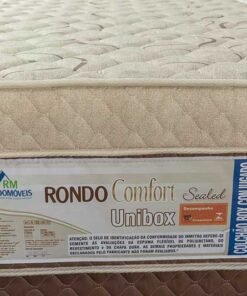 RM
RONDOMÓVEIS
RONDO Comfort Sealed
Unibox
Desempenho
ATENÇÃO: O SELO DE IDENTIFICAÇÃO DA CONFORMIDADE DO INMETRO REFERE-SE
SOMENTE ÀS AVALIAÇÕES DA ESPUMA FLEXÍVEL DE POLIURETANO, DO
REVESTIMENTO E DA CHAPA DURA. AS DEMAIS PROPRIEDADES E MATERIAIS
DECLARADOS PELO FABRICANTE NÃO FORAM AVALIADOS.
COLCHÃO BOX CONJUGADO